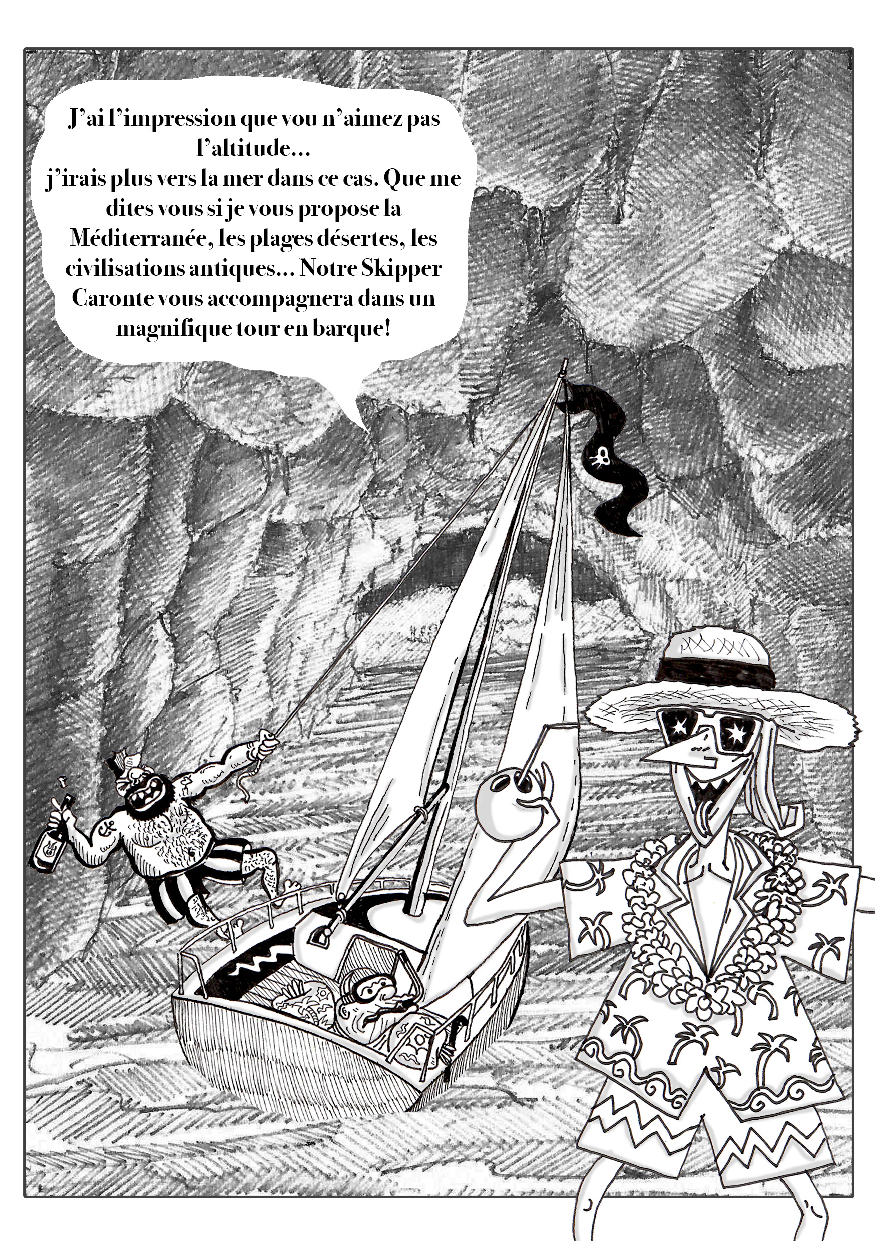 J'ai l'impression que vou n'aimez pas
l'altitude...
j'irais plus vers la mer dans ce cas. Que me
dites vous si je vous propose la
Méditerranée, les plages désertes, les
civilisations antiques... Notre Skipper
Caronte vous accompagnera dans un
magnifique tour en barque!